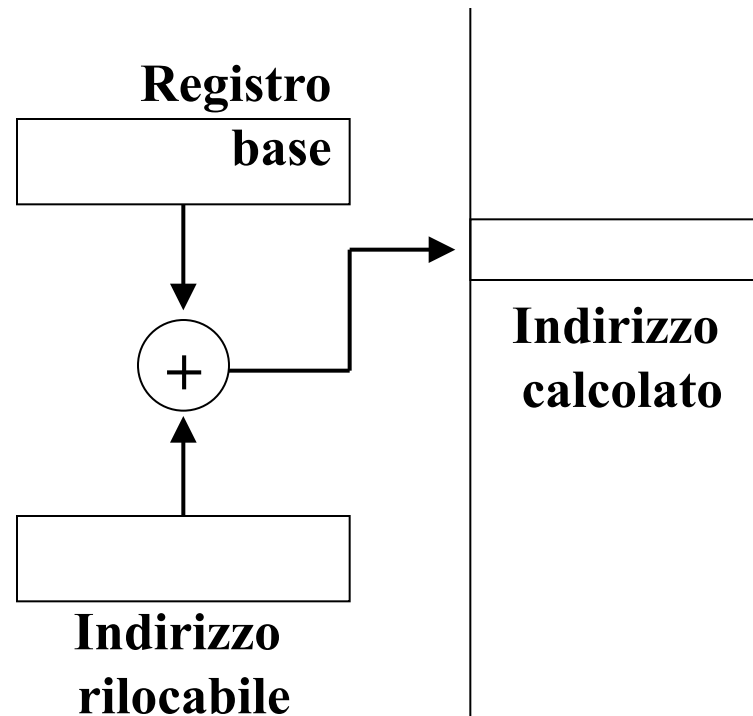 Registro
base
+
Indirizzo
calcolato
Indirizzo
rilocabile